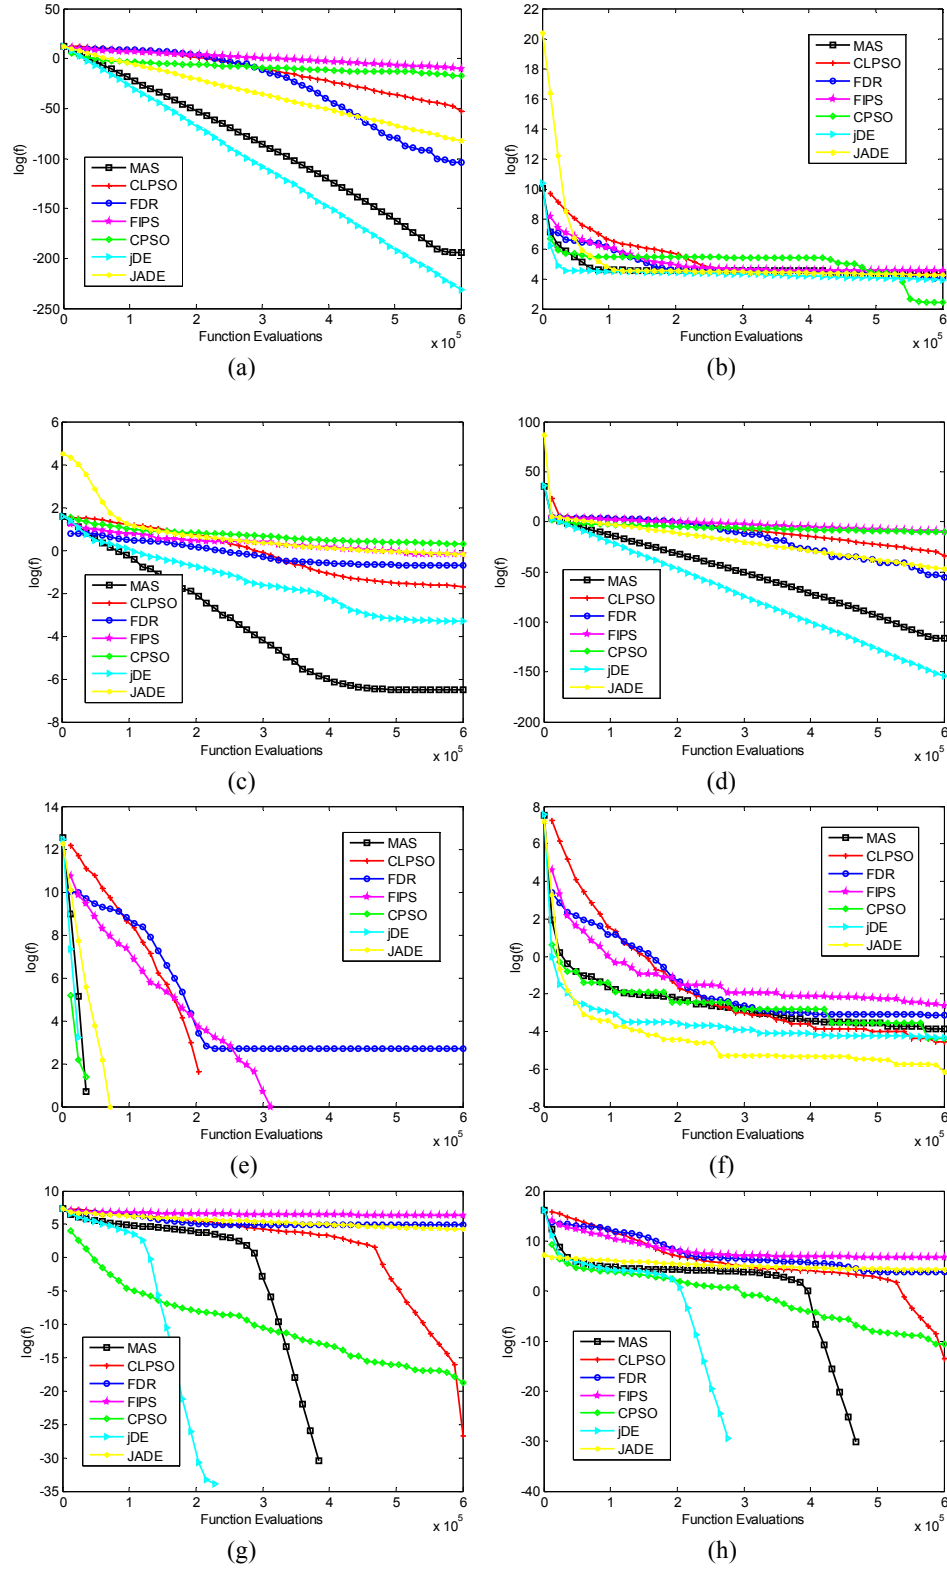 50
0
-50
-100
-150
-200
-250
log(f)
MAS
CLPSO
FDR
FIPS
CPSO
jDE
JADE
0 1 2 3 4 5 6
Function Evaluations
x 10^5
(a)
22
20
18
16
14
12
10
8
6
4
2
log(f)
MAS
CLPSO
FDR
FIPS
CPSO
jDE
JADE
0 1 2 3 4 5 6
Function Evaluations
x 10^5
(b)
6
4
2
0
-2
-4
-6
-8
log(f)
MAS
CLPSO
FDR
FIPS
CPSO
jDE
JADE
0 1 2 3 4 5 6
Function Evaluations
x 10^5
(c)
100
50
0
-50
-100
-150
-200
log(f)
MAS
CLPSO
FDR
FIPS
CPSO
jDE
JADE
0 1 2 3 4 5 6
Function Evaluations
x 10^5
(d)
14
12
10
8
6
4
2
0
log(f)
MAS
CLPSO
FDR
FIPS
CPSO
jDE
JADE
0 1 2 3 4 5 6
Function Evaluations
x 10^5
(e)
8
6
4
2
0
-2
-4
-6
-8
log(f)
MAS
CLPSO
FDR
FIPS
CPSO
jDE
JADE
0 1 2 3 4 5 6
Function Evaluations
x 10^5
(f)
10
5
0
-5
-10
-15
-20
-25
-30
-35
log(f)
MAS
CLPSO
FDR
FIPS
CPSO
jDE
JADE
0 1 2 3 4 5 6
Function Evaluations
x 10^5
(g)
20
10
0
-10
-20
-30
-40
log(f)
MAS
CLPSO
FDR
FIPS
CPSO
jDE
JADE
0 1 2 3 4 5 6
Function Evaluations
x 10^5
(h)